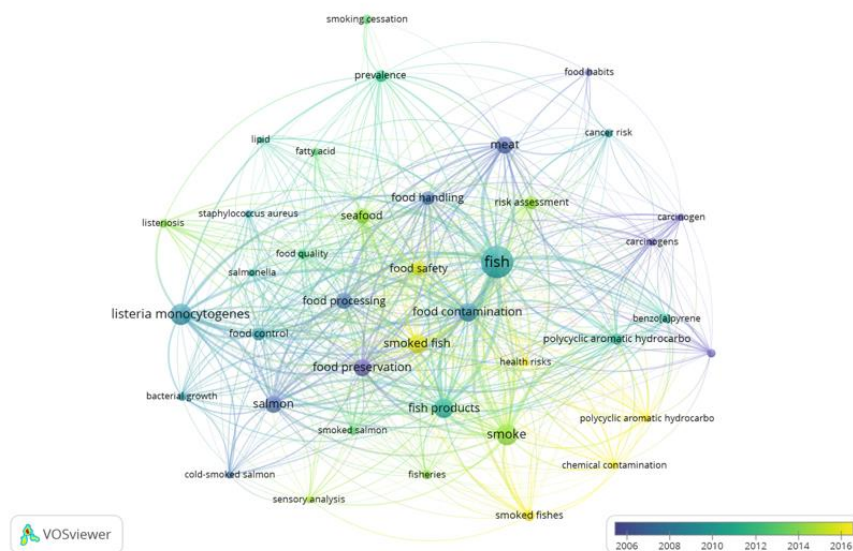 smoking cessation
prevalence
food habits
lipid
cancer risk
meat
fatty acid
food handling
risk assessment
staphylococcus aureus
seafood
carcinogen
listeriosis
carcinogens
food quality
fish
salmonella
food safety
food processing
listeria monocytogenes
food contamination
benzo[a]pyrene
food control
smoked fish
polycyclic aromatic hydrocarbo
health risks
food preservation
bacterial growth
salmon
fish products
polycyclic aromatic hydrocarbo
smoked salmon
smoke
chemical contamination
cold-smoked salmon
fisheries
sensory analysis
smoked fishes
VOSviewer
2006 2008 2010 2012 2014 2016